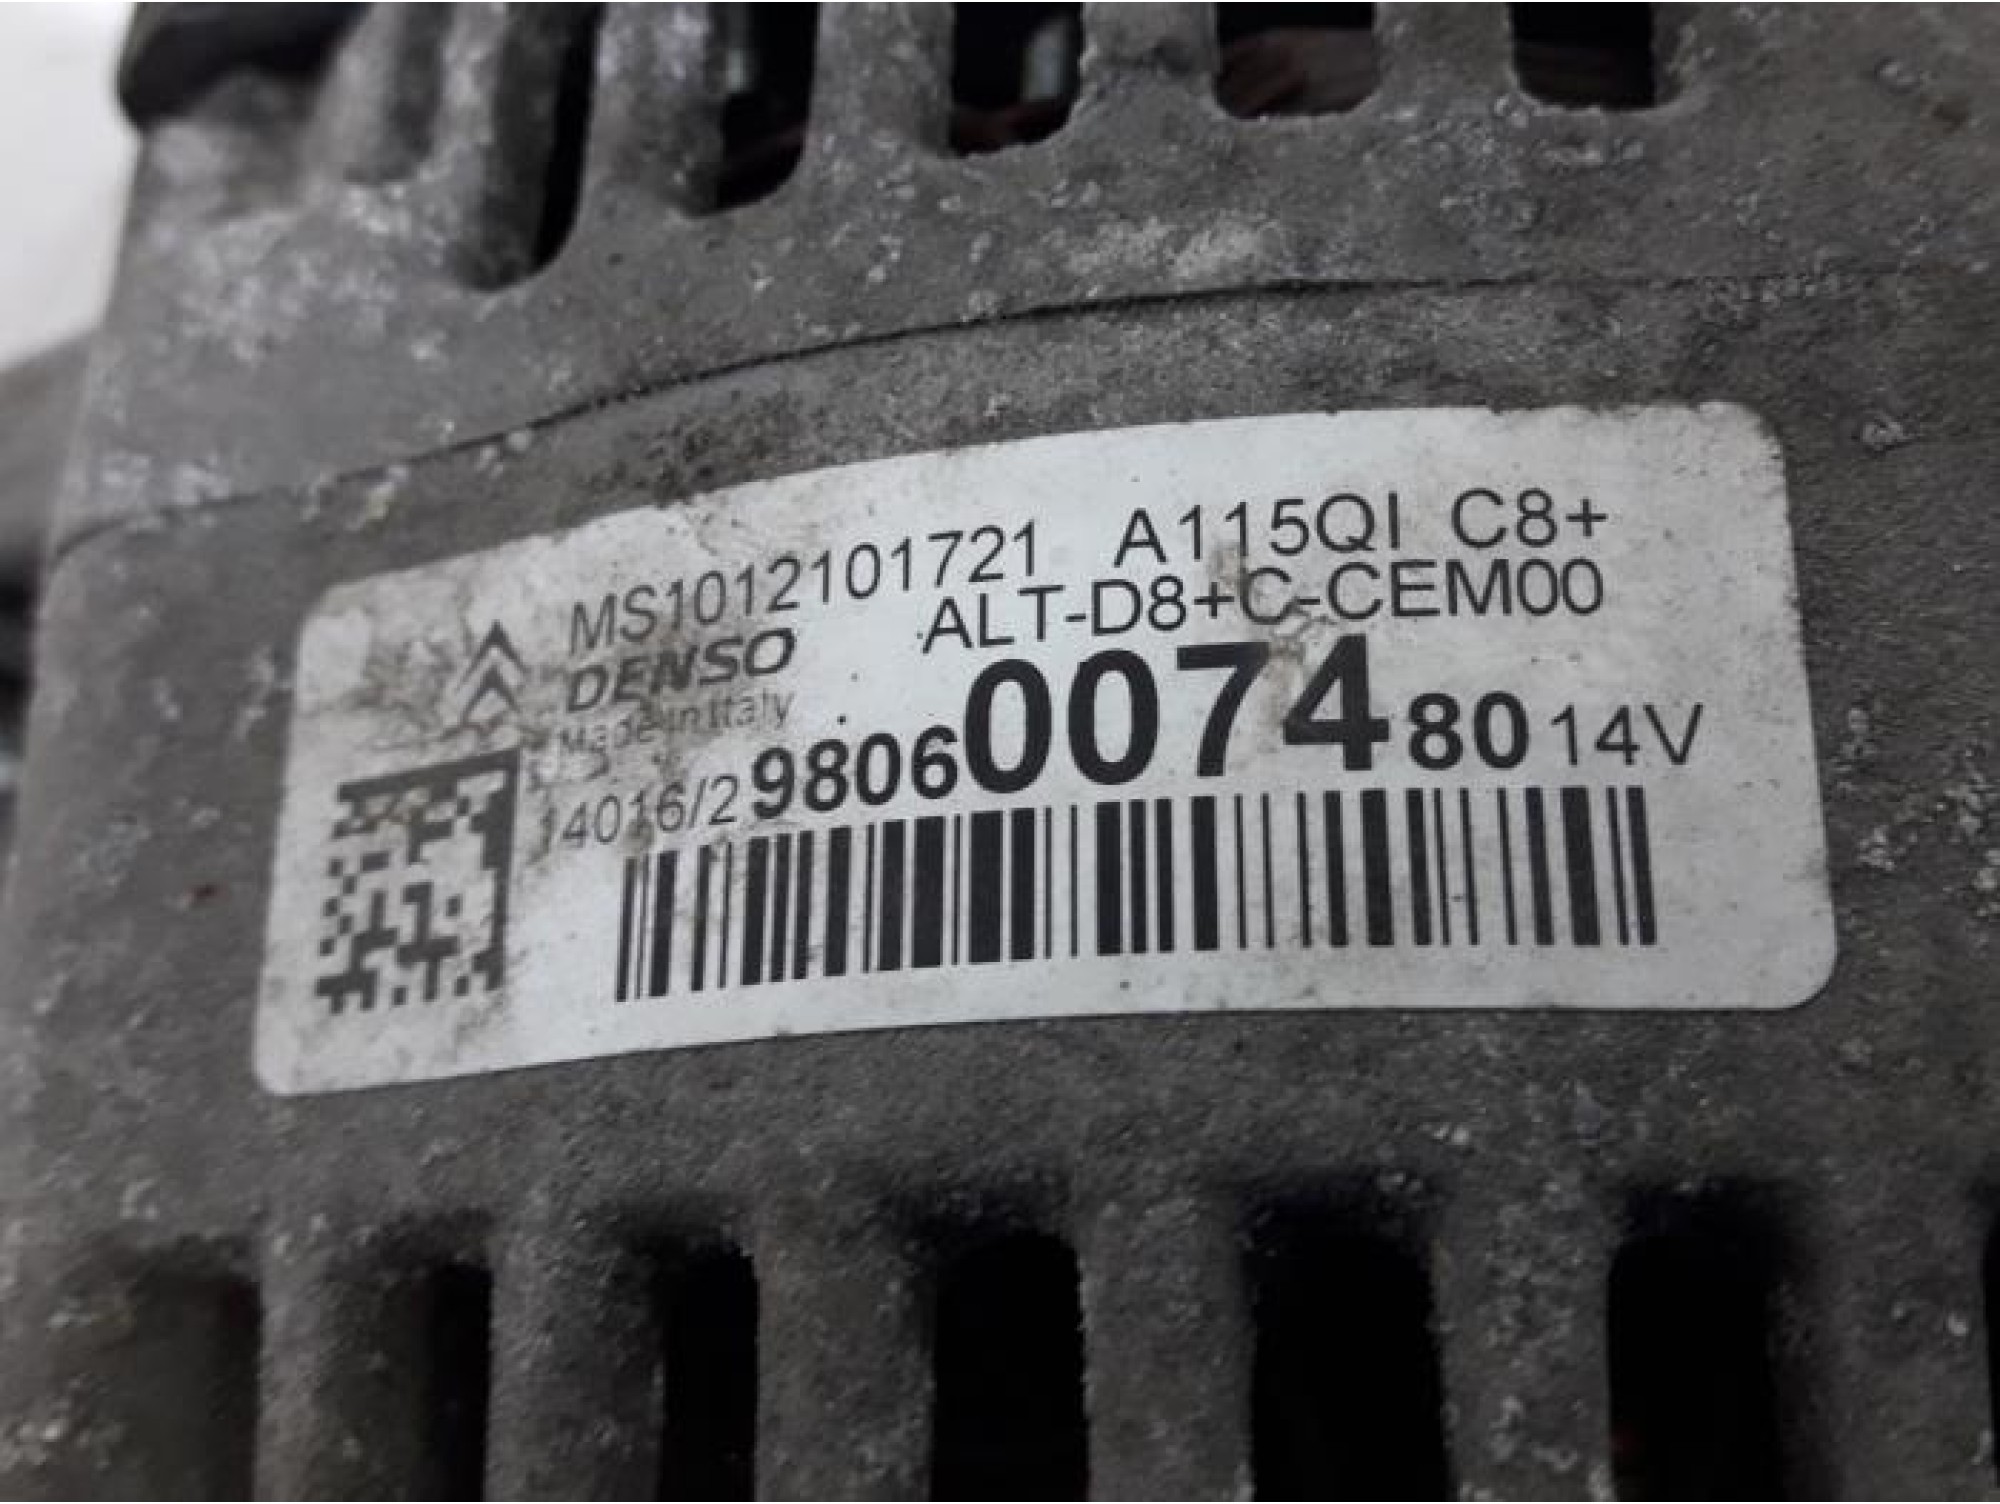 MS1012101721 A115QI C8+
DENSO ALT-D8+C-CEM00
Made in Italy
14016/2 9806007480 14V